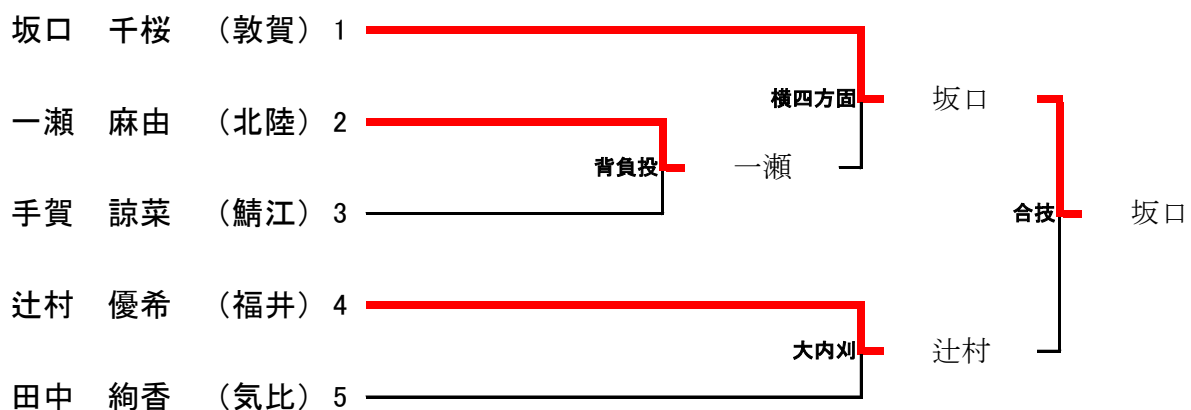 坂口 千桜 （敦賀） 1
横四方固 坂口
一瀬 麻由 （北陸） 2
背負投 一瀬
手賀 諒菜 （鯖江） 3
合技 坂口
辻村 優希 （福井） 4
大内刈 辻村
田中 絢香 （気比） 5